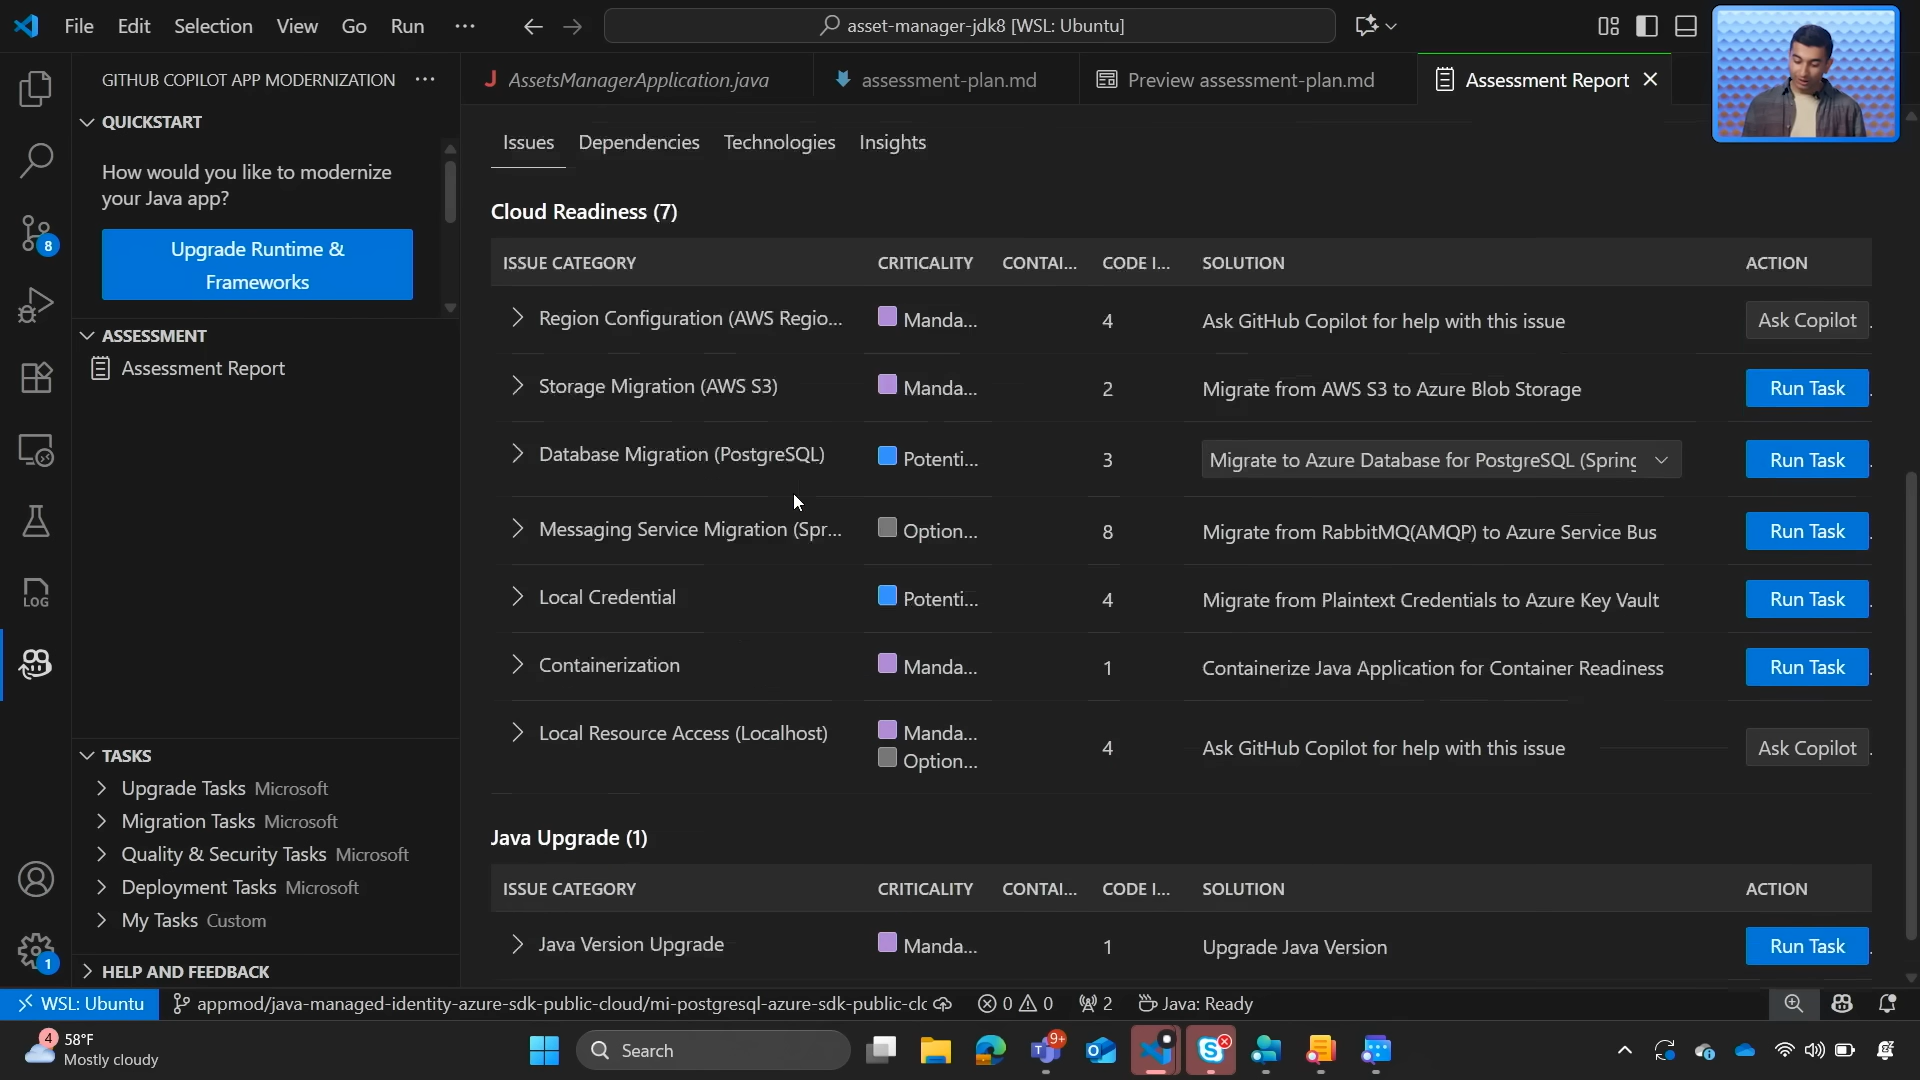 File Edit Selection View Go Run ···
asset-manager-jdk8 [WSL: Ubuntu]
GITHUB COPILOT APP MODERNIZATION ···
AssetsManagerApplication.java
assessment-plan.md
Preview assessment-plan.md
Assessment Report
QUICKSTART
How would you like to modernize
your Java app?
Upgrade Runtime &
Frameworks
8
ASSESSMENT
Assessment Report
TASKS
Upgrade Tasks Microsoft
Migration Tasks Microsoft
Quality & Security Tasks Microsoft
Deployment Tasks Microsoft
My Tasks Custom
HELP AND FEEDBACK
LOG
1
Issues Dependencies Technologies Insights
Cloud Readiness (7)
ISSUE CATEGORY CRITICALITY CONTAI... CODE I... SOLUTION ACTION
Region Configuration (AWS Regio... Manda... 4 Ask GitHub Copilot for help with this issue Ask Copilot
Storage Migration (AWS S3) Manda... 2 Migrate from AWS S3 to Azure Blob Storage Run Task
Database Migration (PostgreSQL) Potenti... 3 Migrate to Azure Database for PostgreSQL (Spring Run Task
Messaging Service Migration (Spr... Option... 8 Migrate from RabbitMQ(AMQP) to Azure Service Bus Run Task
Local Credential Potenti... 4 Migrate from Plaintext Credentials to Azure Key Vault Run Task
Containerization Manda... 1 Containerize Java Application for Container Readiness Run Task
Local Resource Access (Localhost) Manda... 4 Ask GitHub Copilot for help with this issue Ask Copilot
Option...
Java Upgrade (1)
ISSUE CATEGORY CRITICALITY CONTAI... CODE I... SOLUTION ACTION
Java Version Upgrade Manda... 1 Upgrade Java Version Run Task
WSL: Ubuntu appmod/java-managed-identity-azure-sdk-public-cloud/mi-postgresql-azure-sdk-public-clc 0 0 2 Java: Ready
4 58°F
Mostly cloudy
Search
9+